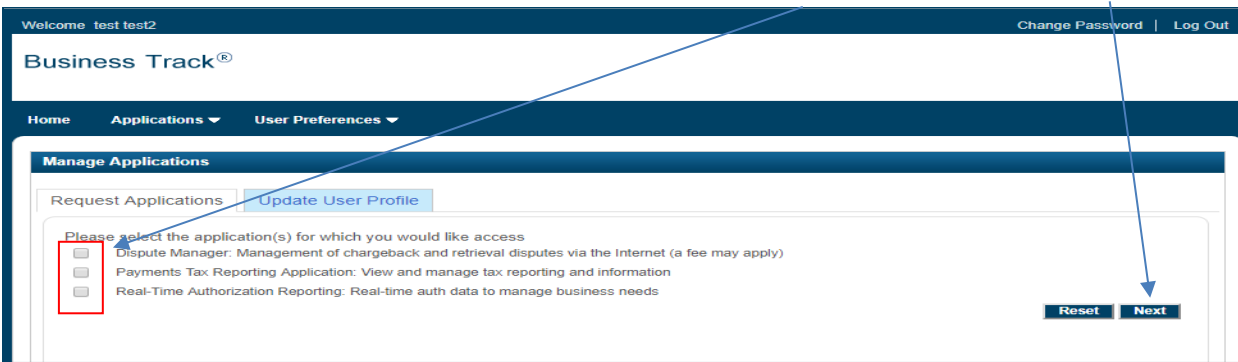 Welcome test test2 Change Password | Log Out
Business Track®
Home Applications User Preferences
Manage Applications
Request Applications Update User Profile
Please select the application(s) for which you would like access
Dispute Manager: Management of chargeback and retrieval disputes via the Internet (a fee may apply)
Payments Tax Reporting Application: View and manage tax reporting and information
Real-Time Authorization Reporting: Real-time auth data to manage business needs
Reset Next